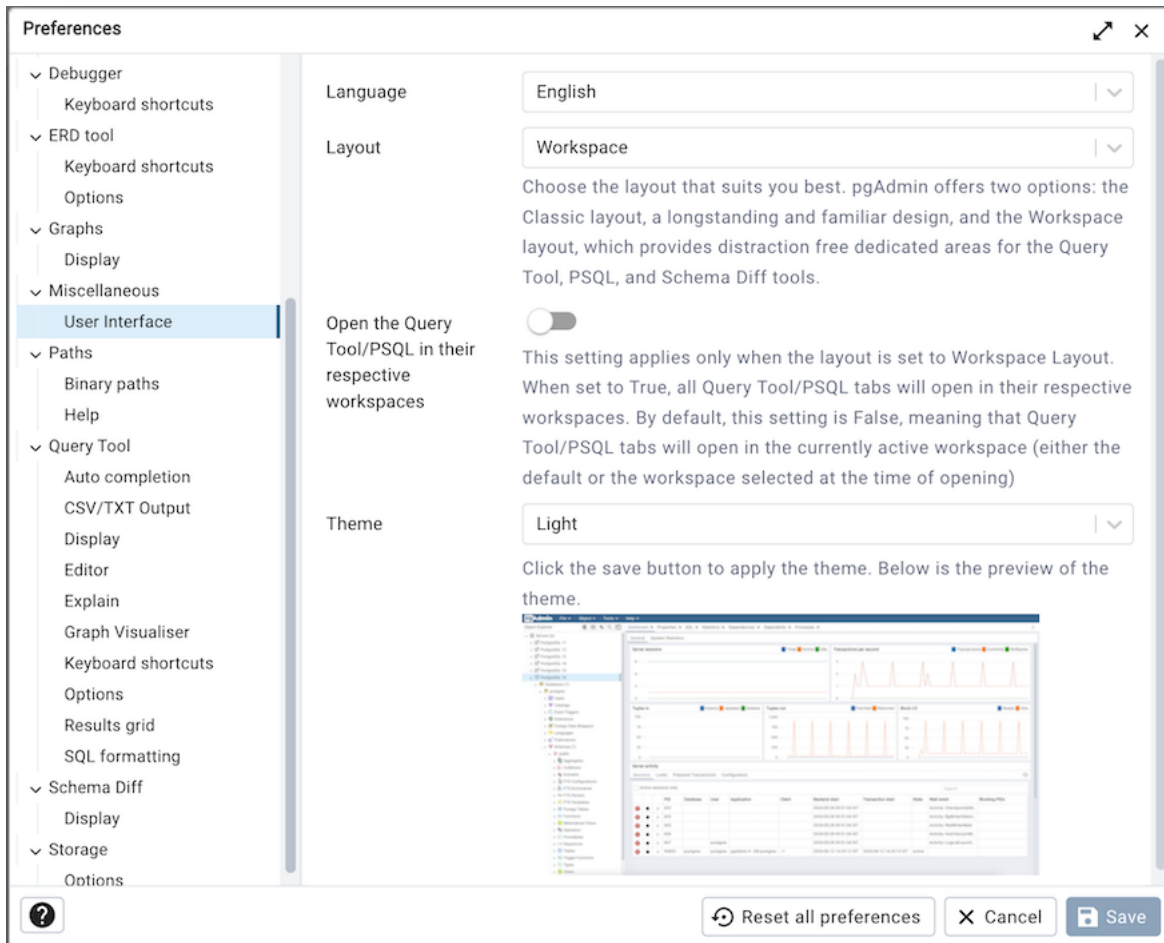 Preferences
Debugger
Keyboard shortcuts
ERD tool
Keyboard shortcuts
Options
Graphs
Display
Miscellaneous
User Interface
Paths
Binary paths
Help
Query Tool
Auto completion
CSV/TXT Output
Display
Editor
Explain
Graph Visualiser
Keyboard shortcuts
Options
Results grid
SQL formatting
Schema Diff
Display
Storage
Options
Language
English
Layout
Workspace
Choose the layout that suits you best. pgAdmin offers two options: the
Classic layout, a longstanding and familiar design, and the Workspace
layout, which provides distraction free dedicated areas for the Query
Tool, PSQL, and Schema Diff tools.
Open the Query
Tool/PSQL in their
respective
workspaces
This setting applies only when the layout is set to Workspace Layout.
When set to True, all Query Tool/PSQL tabs will open in their respective
workspaces. By default, this setting is False, meaning that Query
Tool/PSQL tabs will open in the currently active workspace (either the
default or the workspace selected at the time of opening)
Theme
Light
Click the save button to apply the theme. Below is the preview of the
theme.
Reset all preferences
Cancel
Save